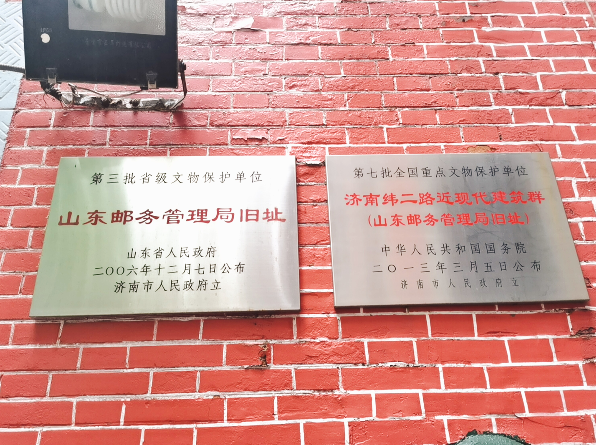 第三批省级文物保护单位
山东邮务管理局旧址
山东省人民政府
二〇〇六年十二月七日公布
济南市人民政府立
第七批全国重点文物保护单位
济南纬二路近现代建筑群
(山东邮务管理局旧址)
中华人民共和国国务院
二〇一三年三月五日公布
济南市人民政府立